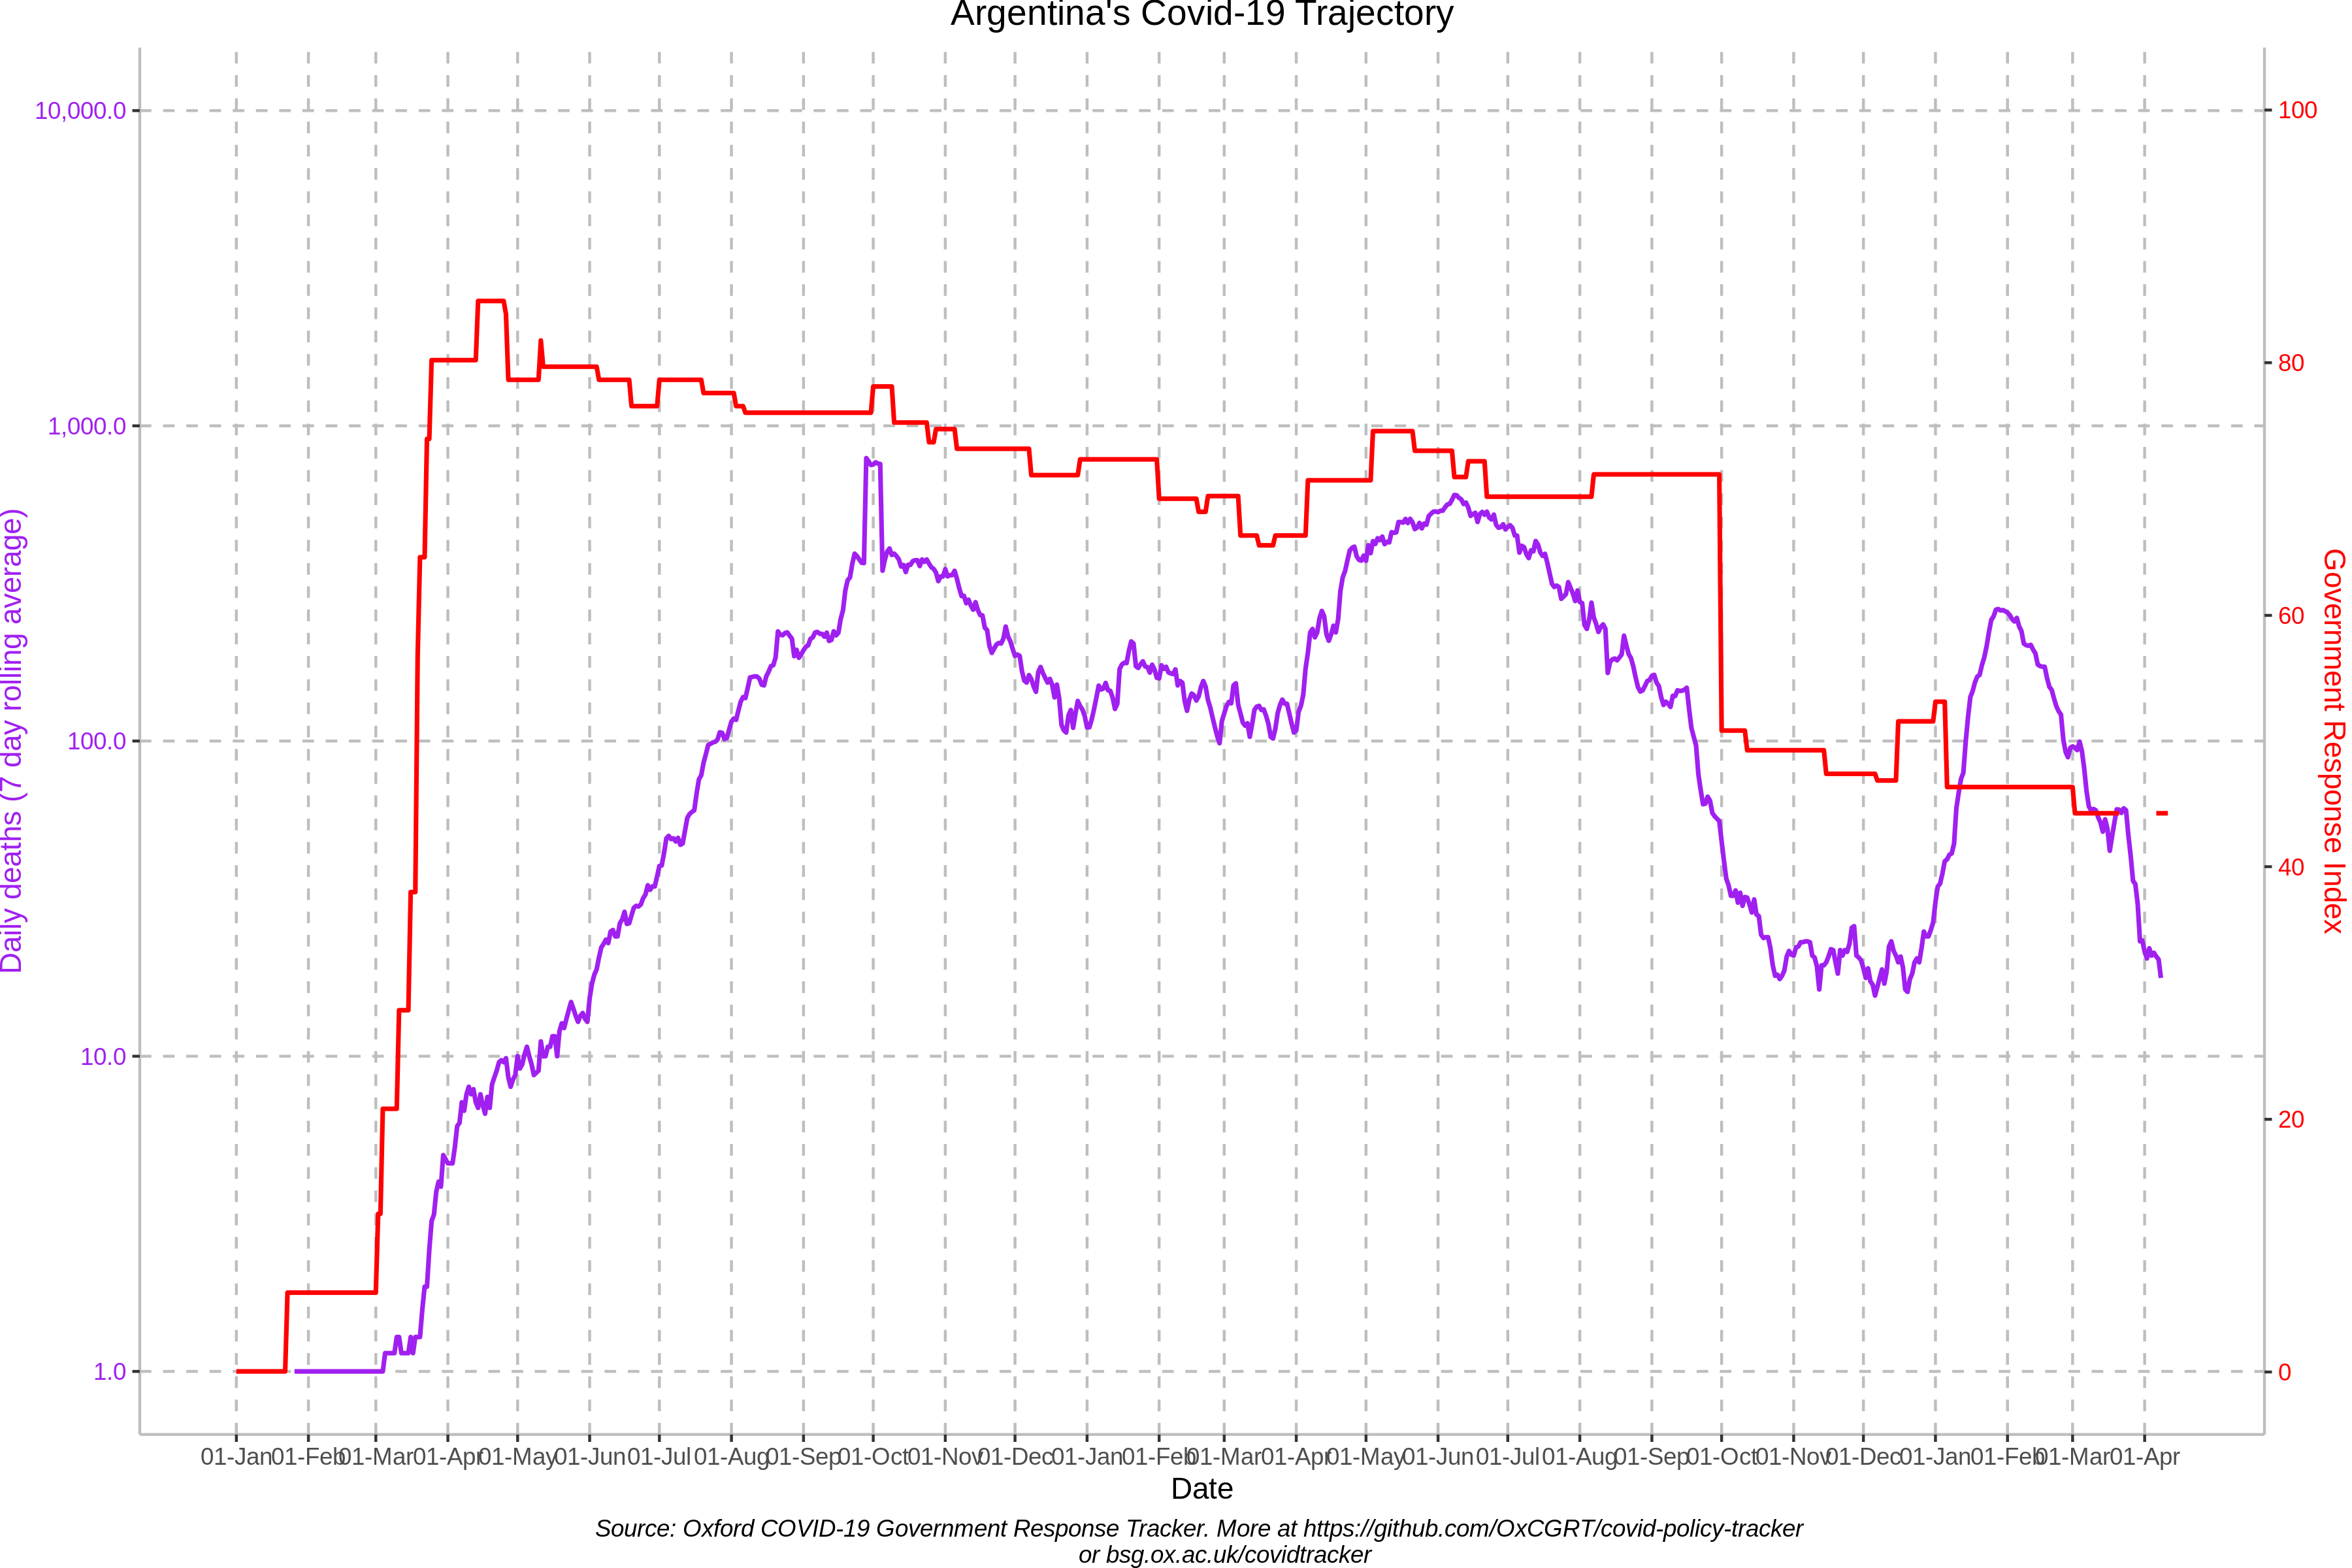 Argentina's Covid-19 Trajectory
10,000.0
1,000.0
100.0
10.0
1.0
Daily deaths (7 day rolling average)
100
80
60
40
20
0
Government Response Index
01-Jan 01-Feb 01-Mar 01-Apr 01-May 01-Jun 01-Jul 01-Aug 01-Sep 01-Oct 01-Nov 01-Dec 01-Jan 01-Feb 01-Mar 01-Apr 01-May 01-Jun 01-Jul 01-Aug 01-Sep 01-Oct 01-Nov 01-Dec 01-Jan 01-Feb 01-Mar 01-Apr
Date
Source: Oxford COVID-19 Government Response Tracker. More at https://github.com/OxCGRT/covid-policy-tracker
or bsg.ox.ac.uk/covidtracker